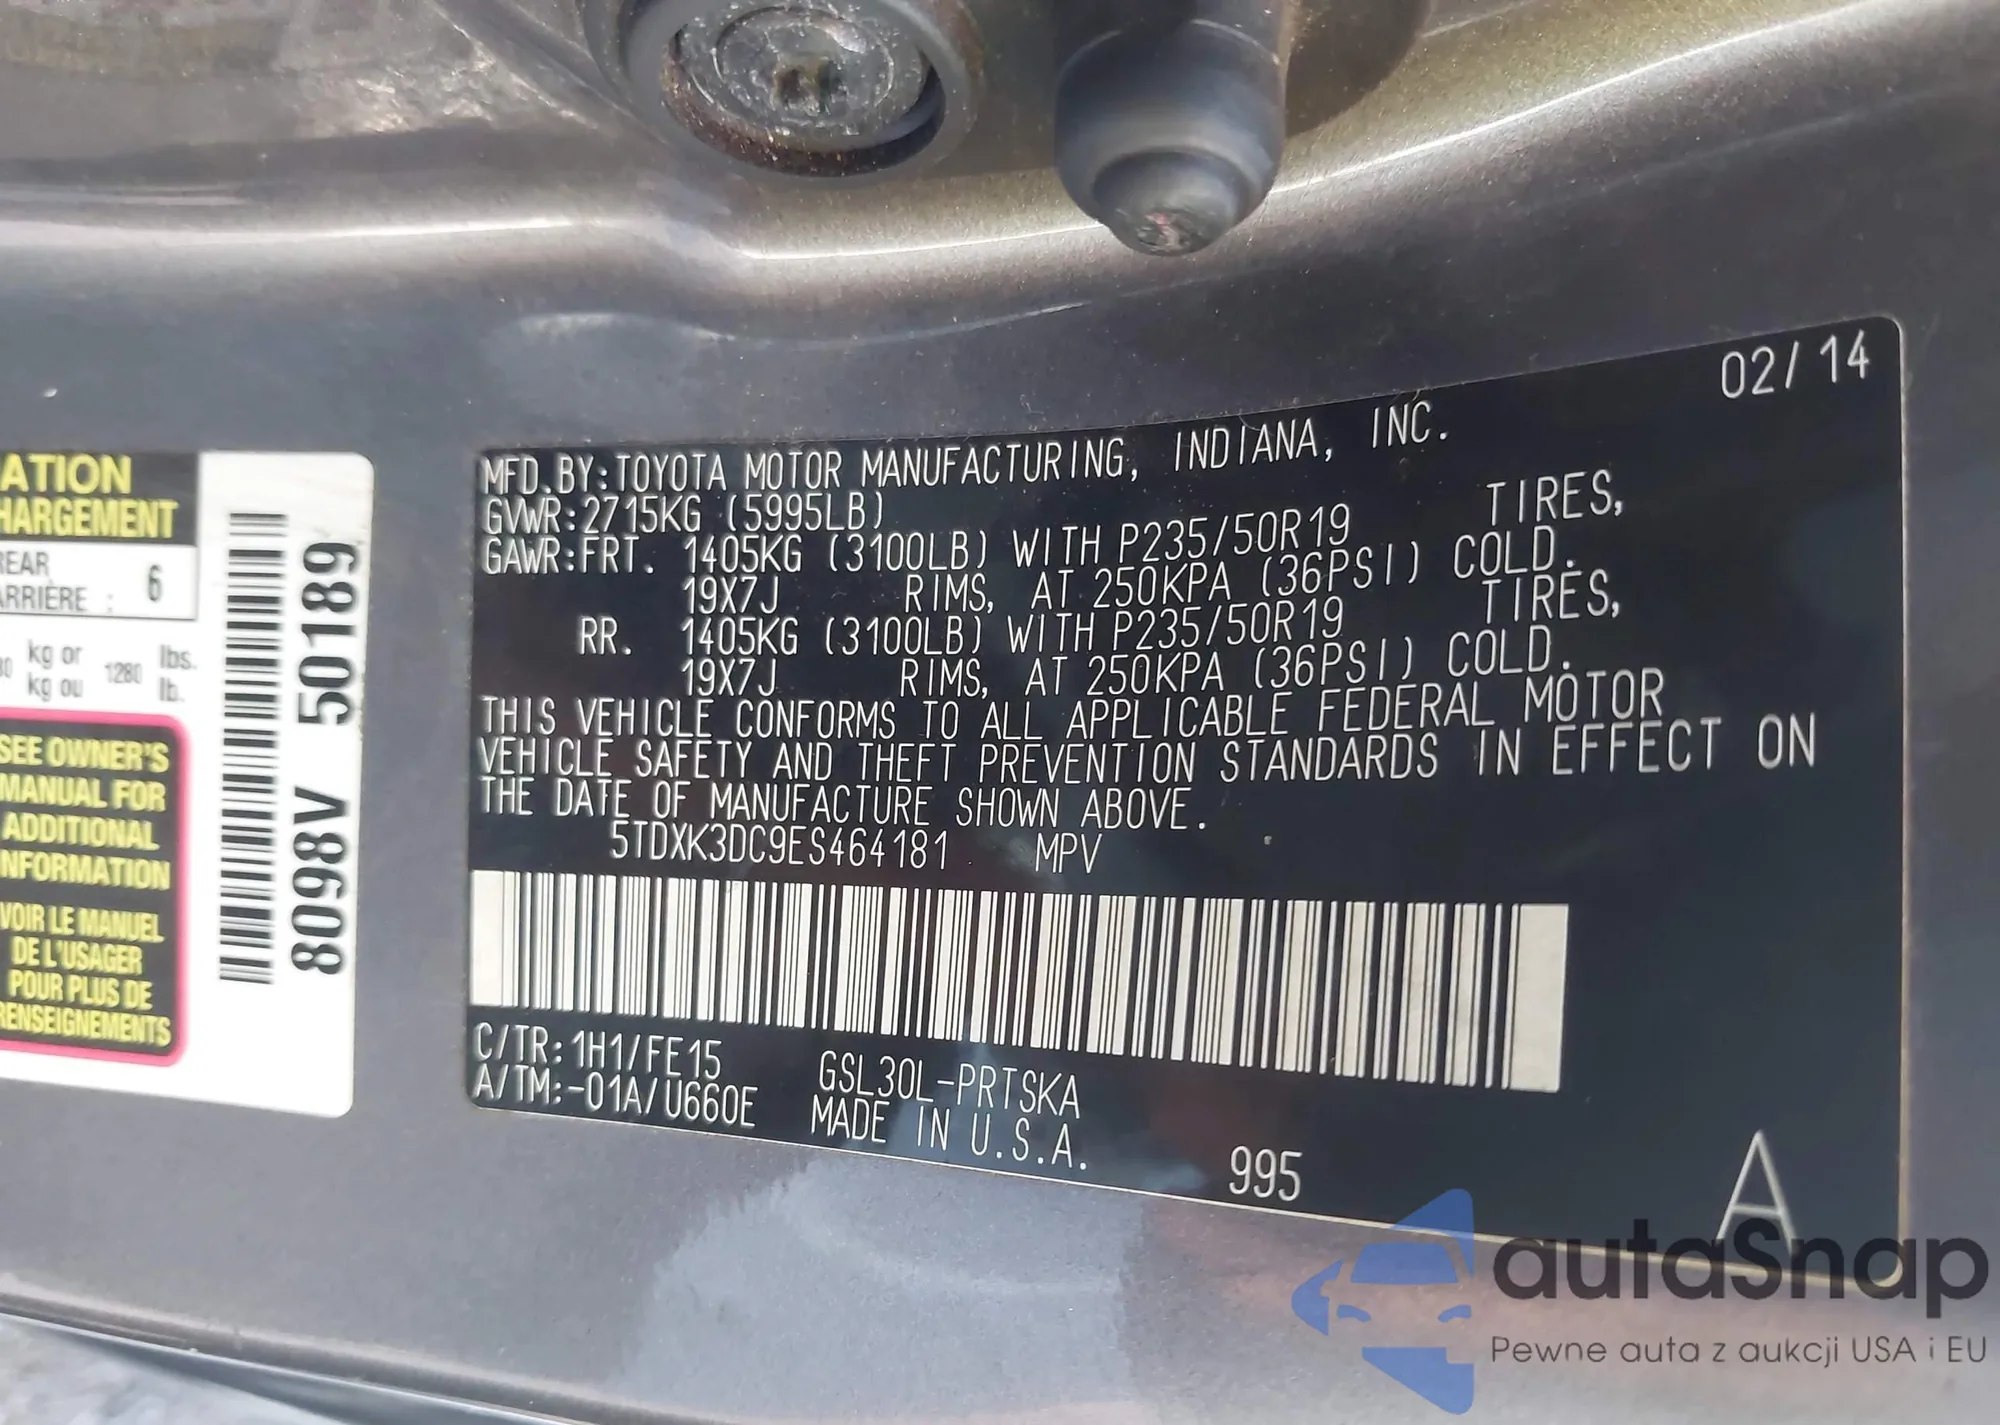 ATION
HARGEMENT
REAR
ARRIÈRE : 6
kg or
kg ou
1280
lbs.
lb.
SEE OWNER'S
MANUAL FOR
ADDITIONAL
INFORMATION
VOIR LE MANUEL
DE L'USAGER
POUR PLUS DE
RENSEIGNEMENTS
8098V 50189
02/14
MFD.BY:TOYOTA MOTOR MANUFACTURING, INDIANA, INC.
GVWR:2715KG (5995LB)
GAWR:FRT. 1405KG (3100LB) WITH P235/50R19 TIRES,
19X7J RIMS, AT 250KPA (36PSI) COLD.
RR. 1405KG (3100LB) WITH P235/50R19 TIRES,
19X7J RIMS, AT 250KPA (36PSI) COLD.
THIS VEHICLE CONFORMS TO ALL APPLICABLE FEDERAL MOTOR
VEHICLE SAFETY AND THEFT PREVENTION STANDARDS IN EFFECT ON
THE DATE OF MANUFACTURE SHOWN ABOVE.
5TDXK3DC9ES464181 MPV
C/TR:1H1/FE15 GSL30L-PRTSKA
A/TM:-01A/U660E MADE IN U.S.A.
995
A
autaSnap
Pewne auta z aukcji USA i EU